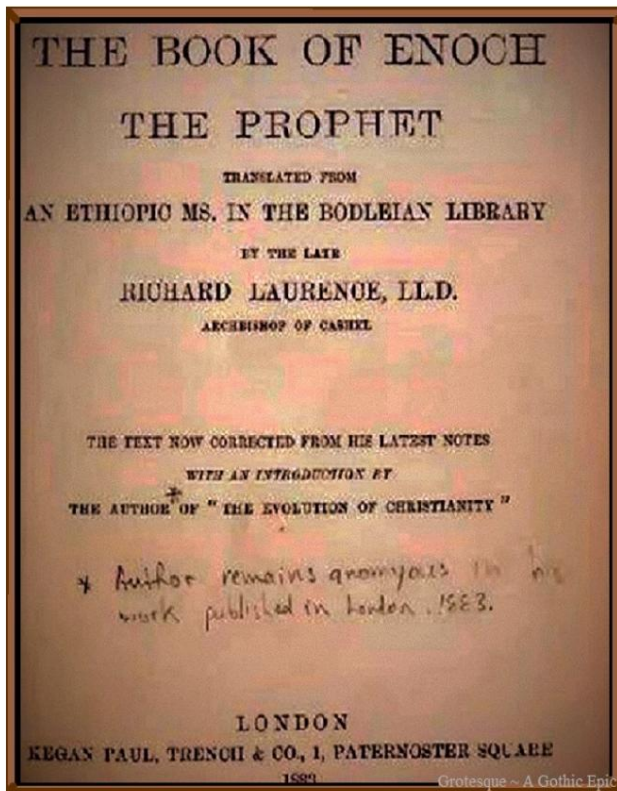 THE BOOK OF ENOCH
THE PROPHET
TRANSLATED FROM
AN ETHIOPIC MS. IN THE BODLEIAN LIBRARY
BY THE LATE
RICHARD LAURENCE, LL.D.
ARCHBISHOP OF CASHEL
THE TEXT NOW CORRECTED FROM HIS LATEST NOTES
WITH AN INTRODUCTION BY
THE AUTHOR * OF "THE EVOLUTION OF CHRISTIANITY"
* Author remains anomyous in his
work published in London. 1883.
LONDON
KEGAN PAUL, TRENCH & CO., 1, PATERNOSTER SQUARE
Grotesque ~ A Gothic Epic